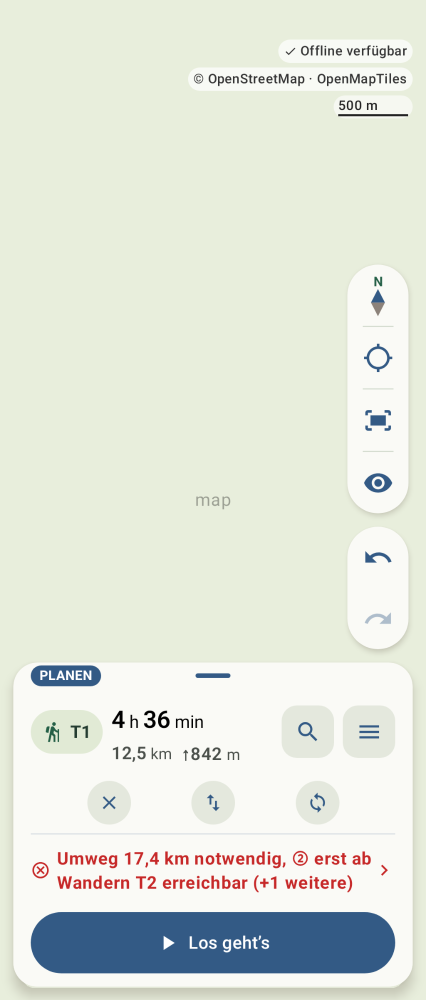 ✓ Offline verfügbar
© OpenStreetMap · OpenMapTiles
500 m
N
map
PLANEN
T1
4 h 36 min
12,5 km ↑842 m
Umweg 17,4 km notwendig, ② erst ab
Wandern T2 erreichbar (+1 weitere)
Los geht’s